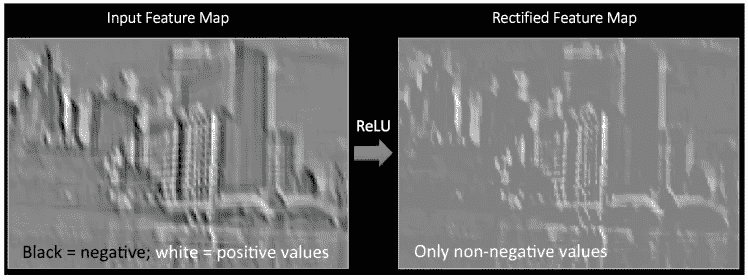 Input Feature Map
Rectified Feature Map
ReLU
Black = negative; white = positive values
Only non-negative values